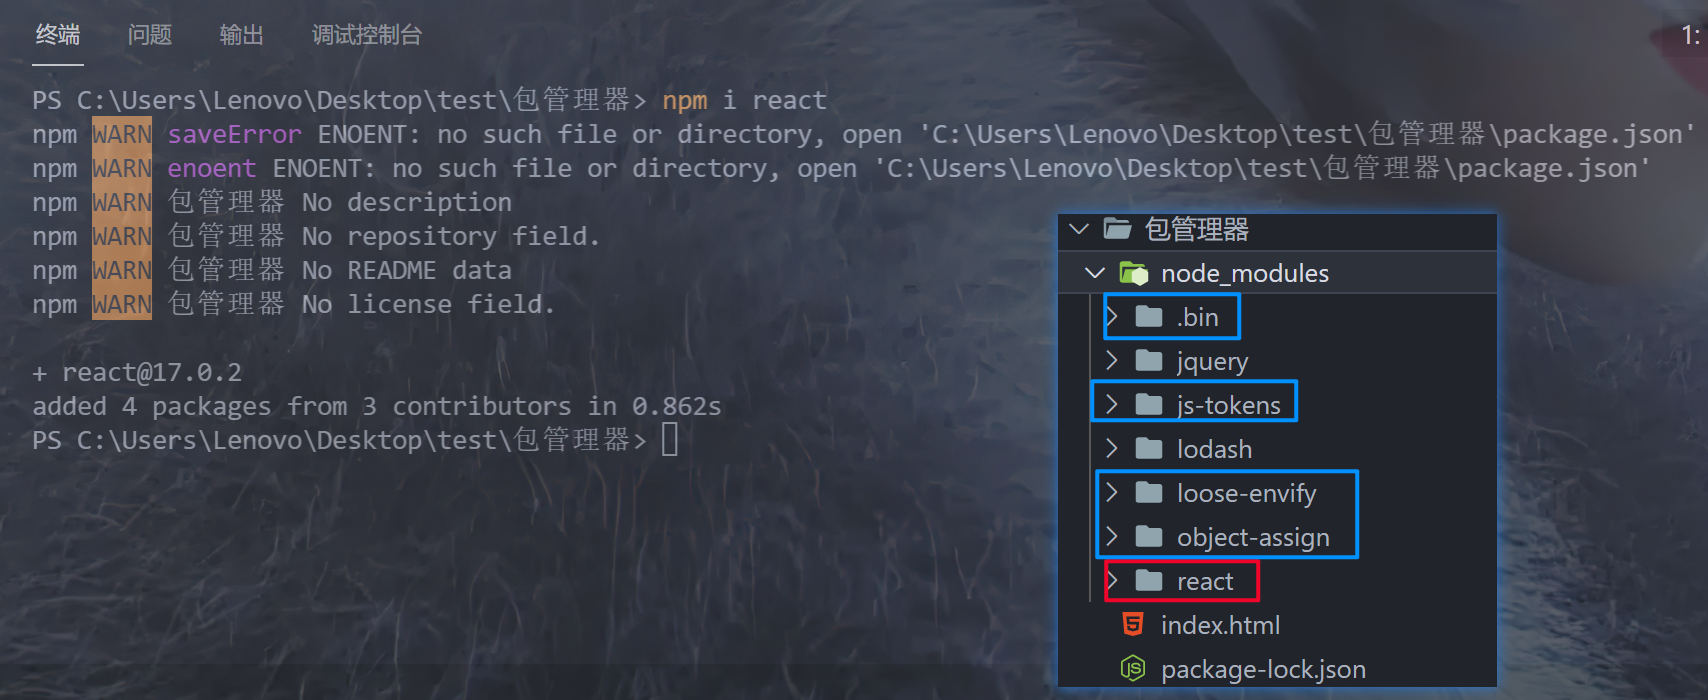 终端 问题 输出 调试控制台 1:
PS C:\Users\Lenovo\Desktop\test\包管理器> npm i react
npm WARN saveError ENOENT: no such file or directory, open 'C:\Users\Lenovo\Desktop\test\包管理器\package.json'
npm WARN enoent ENOENT: no such file or directory, open 'C:\Users\Lenovo\Desktop\test\包管理器\package.json'
npm WARN 包管理器 No description
npm WARN 包管理器 No repository field.
npm WARN 包管理器 No README data
npm WARN 包管理器 No license field.
+ react@17.0.2
added 4 packages from 3 contributors in 0.862s
PS C:\Users\Lenovo\Desktop\test\包管理器>
包管理器
node_modules
.bin
jquery
js-tokens
lodash
loose-envify
object-assign
react
index.html
package-lock.json